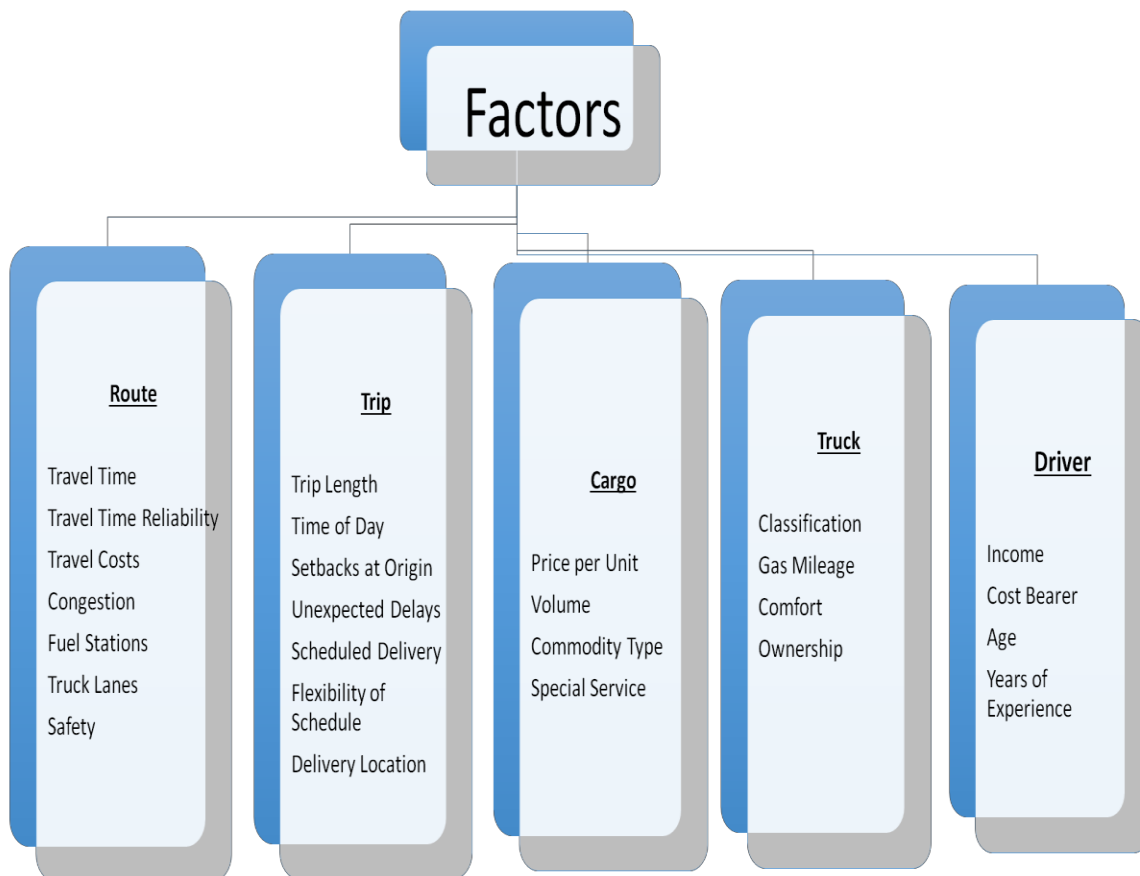 Factors
Route
Travel Time
Travel Time Reliability
Travel Costs
Congestion
Fuel Stations
Truck Lanes
Safety
Trip
Trip Length
Time of Day
Setbacks at Origin
Unexpected Delays
Scheduled Delivery
Flexibility of
Schedule
Delivery Location
Cargo
Price per Unit
Volume
Commodity Type
Special Service
Truck
Classification
Gas Mileage
Comfort
Ownership
Driver
Income
Cost Bearer
Age
Years of
Experience